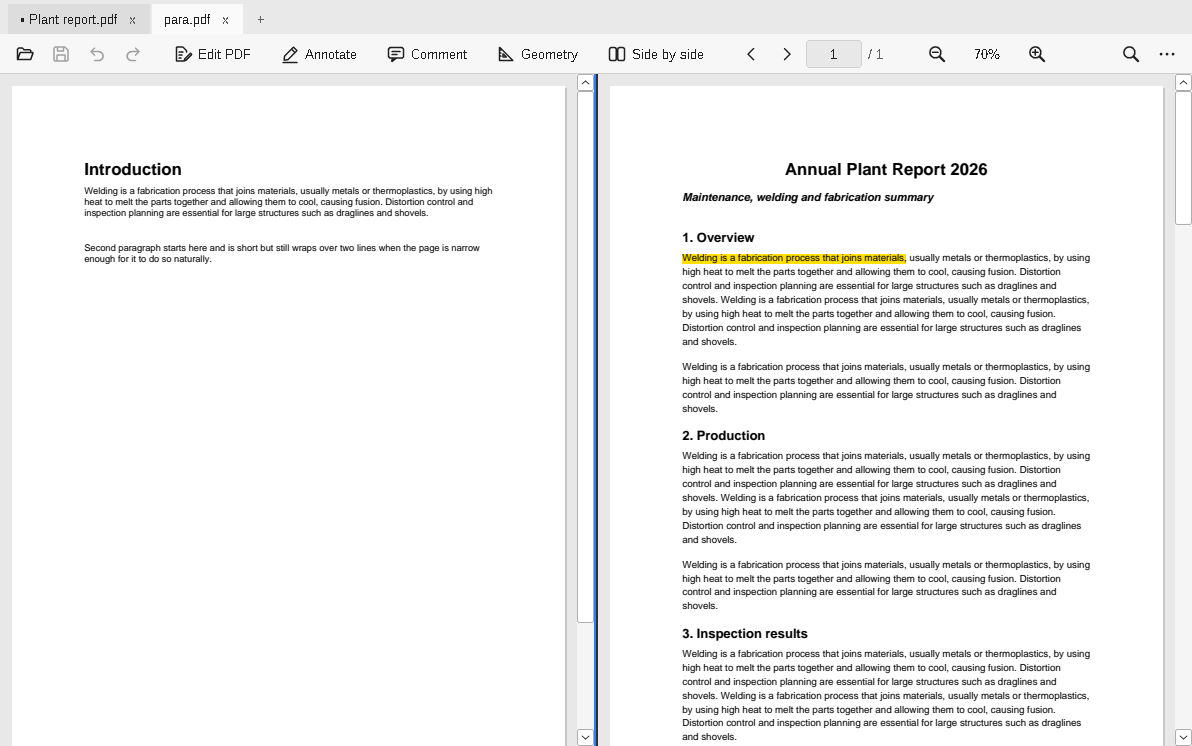 Plant report.pdf x para.pdf x +
Edit PDF Annotate Comment Geometry Side by side 1 / 1 70%
Introduction
Welding is a fabrication process that joins materials, usually metals or thermoplastics, by using high
heat to melt the parts together and allowing them to cool, causing fusion. Distortion control and
inspection planning are essential for large structures such as draglines and shovels.
Second paragraph starts here and is short but still wraps over two lines when the page is narrow
enough for it to do so naturally.
Annual Plant Report 2026
Maintenance, welding and fabrication summary
1. Overview
Welding is a fabrication process that joins materials, usually metals or thermoplastics, by using
high heat to melt the parts together and allowing them to cool, causing fusion. Distortion
control and inspection planning are essential for large structures such as draglines and
shovels. Welding is a fabrication process that joins materials, usually metals or thermoplastics,
by using high heat to melt the parts together and allowing them to cool, causing fusion.
Distortion control and inspection planning are essential for large structures such as draglines
and shovels.
Welding is a fabrication process that joins materials, usually metals or thermoplastics, by using
high heat to melt the parts together and allowing them to cool, causing fusion. Distortion
control and inspection planning are essential for large structures such as draglines and
shovels.
2. Production
Welding is a fabrication process that joins materials, usually metals or thermoplastics, by using
high heat to melt the parts together and allowing them to cool, causing fusion. Distortion
control and inspection planning are essential for large structures such as draglines and
shovels. Welding is a fabrication process that joins materials, usually metals or thermoplastics,
by using high heat to melt the parts together and allowing them to cool, causing fusion.
Distortion control and inspection planning are essential for large structures such as draglines
and shovels.
Welding is a fabrication process that joins materials, usually metals or thermoplastics, by using
high heat to melt the parts together and allowing them to cool, causing fusion. Distortion
control and inspection planning are essential for large structures such as draglines and
shovels.
3. Inspection results
Welding is a fabrication process that joins materials, usually metals or thermoplastics, by using
high heat to melt the parts together and allowing them to cool, causing fusion. Distortion
control and inspection planning are essential for large structures such as draglines and
shovels. Welding is a fabrication process that joins materials, usually metals or thermoplastics,
by using high heat to melt the parts together and allowing them to cool, causing fusion.
Distortion control and inspection planning are essential for large structures such as draglines
and shovels.